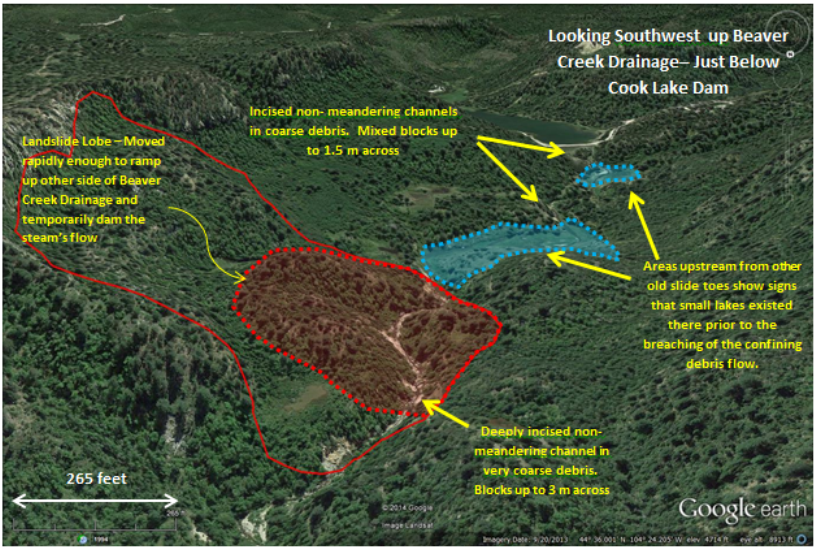 Looking Southwest up Beaver
Creek Drainage– Just Below
Cook Lake Dam
Incised non- meandering channels
in coarse debris. Mixed blocks up
to 1.5 m across
Landslide Lobe –Moved
rapidly enough to ramp
up other side of Beaver
Creek Drainage and
temporarily dam the
steam's flow
Areas upstream from other
old slide toes show signs
that small lakes existed
there prior to the
breaching of the confining
debris flow.
Deeply incised non-
meandering channel in
very coarse debris.
Blocks up to 3 m across
265 feet
265 ft
1994
©2014 Google
Image Landsat
Google earth
Imagery Date: 9/20/2013 44° 36.001' N -104° 24.205' W elev 4714 ft eye alt 8913 ft